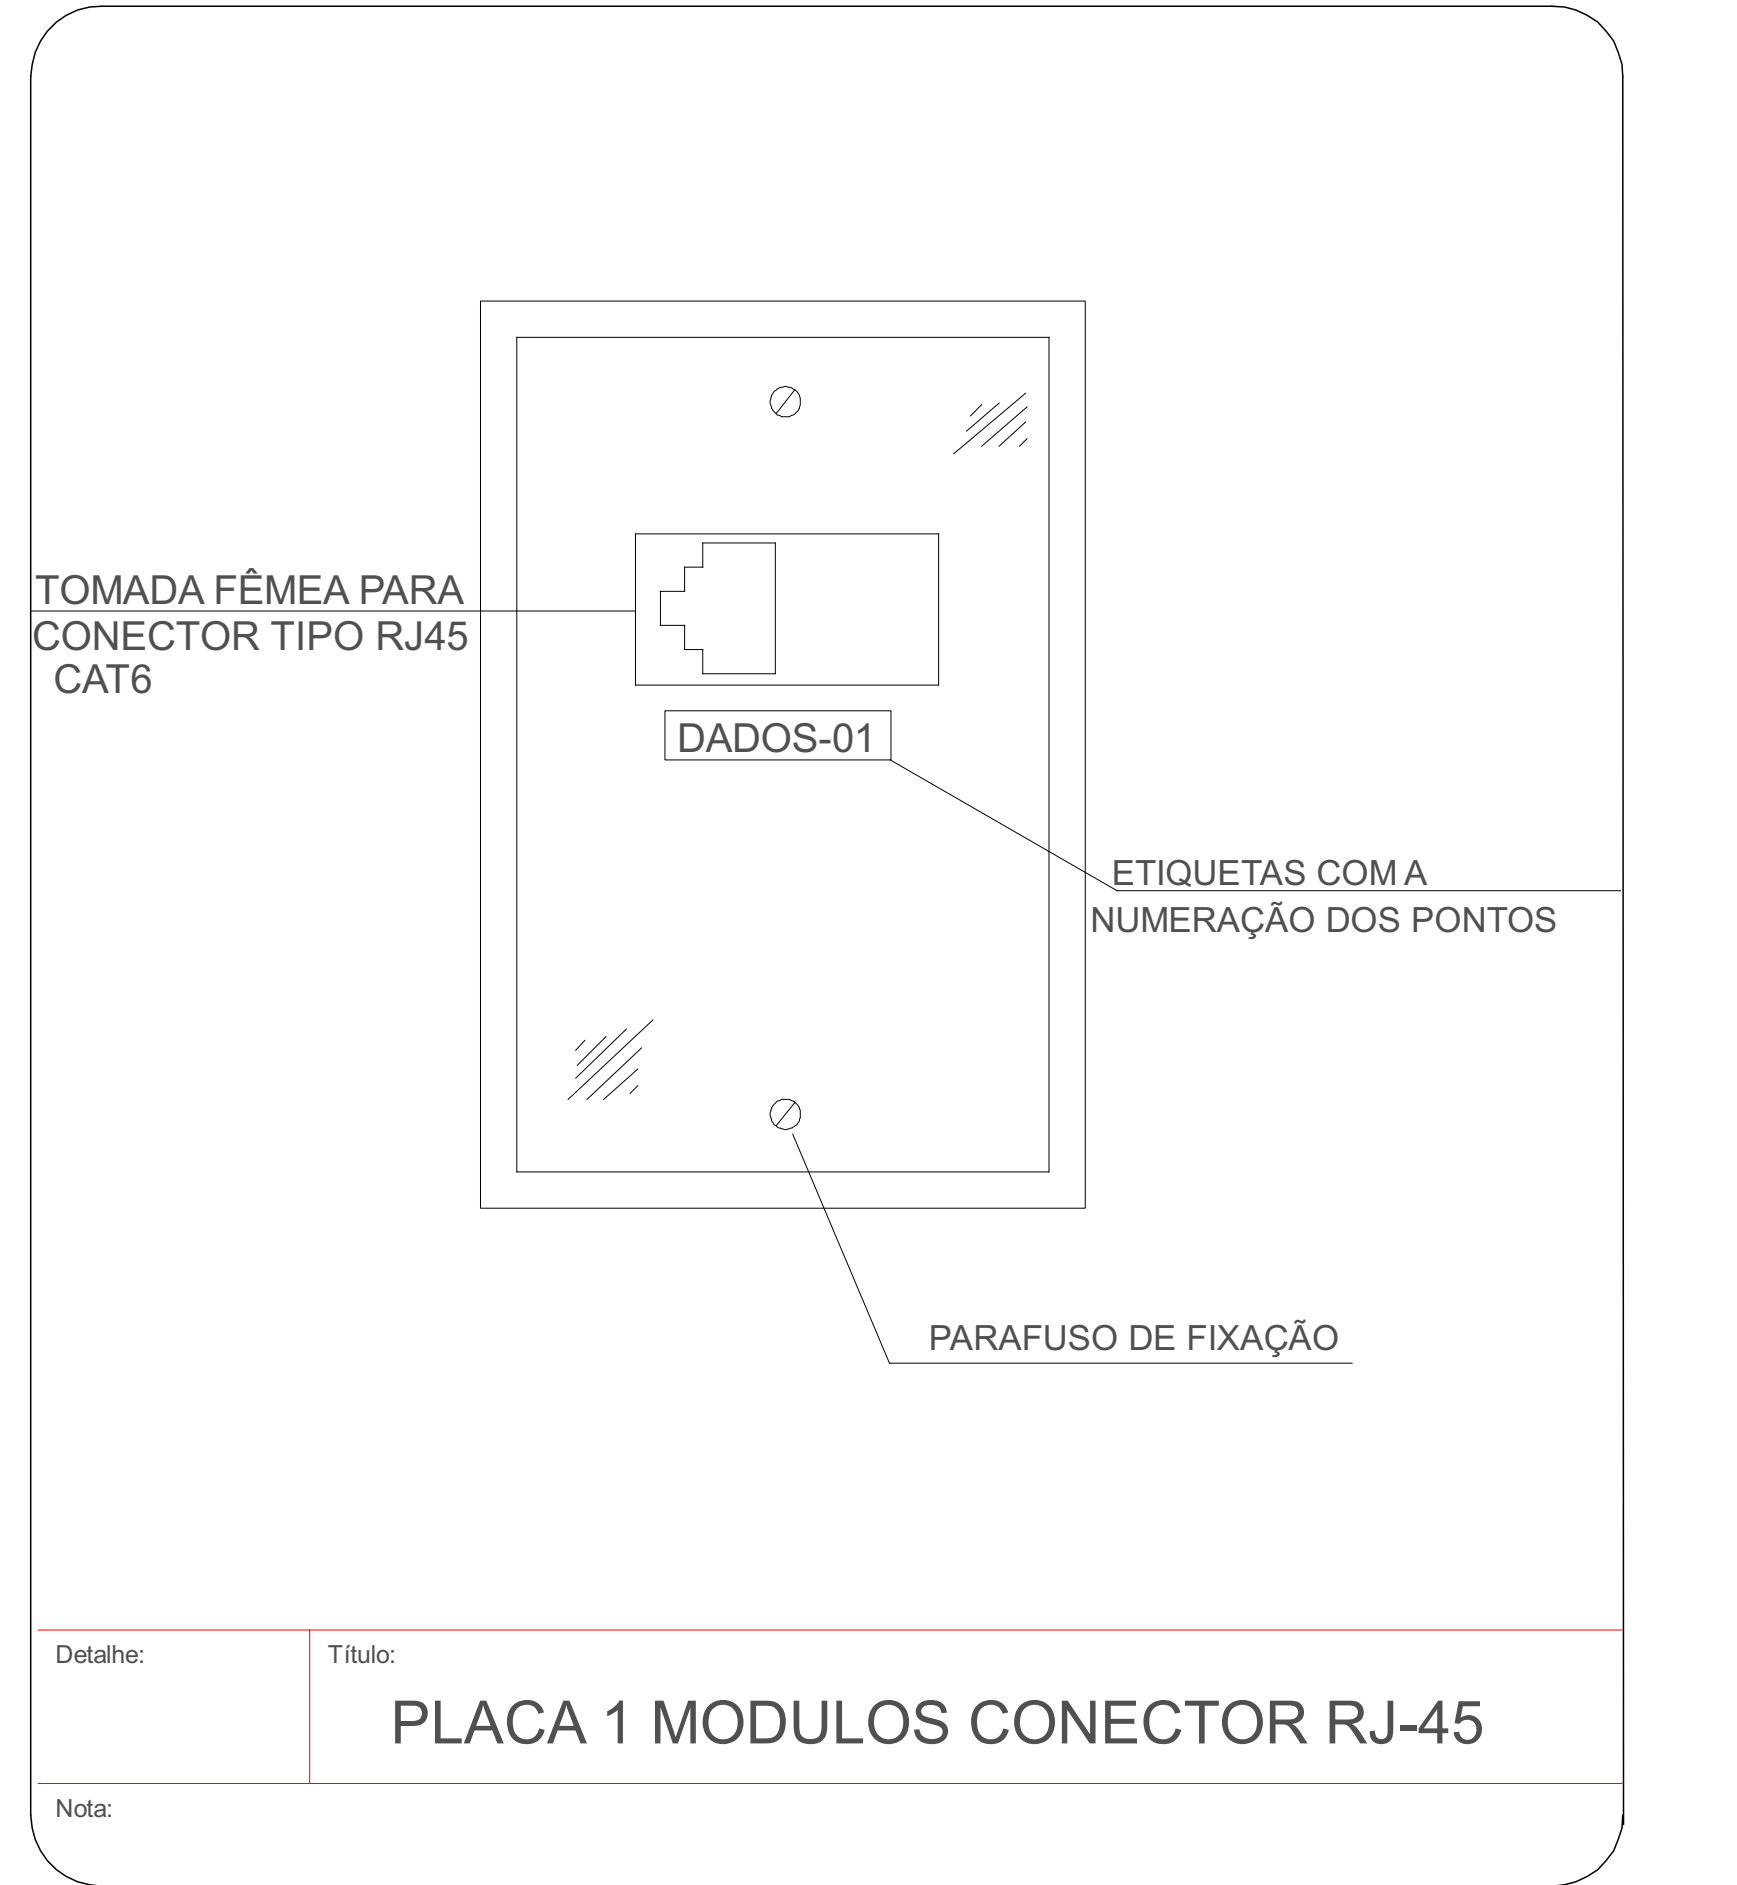 TOMADA FÊMEA PARA
CONECTOR TIPO RJ45
CAT6
DADOS-01
ETIQUETAS COM A
NUMERAÇÃO DOS PONTOS
PARAFUSO DE FIXAÇÃO
Detalhe:
Título:
PLACA 1 MODULOS CONECTOR RJ-45
Nota: